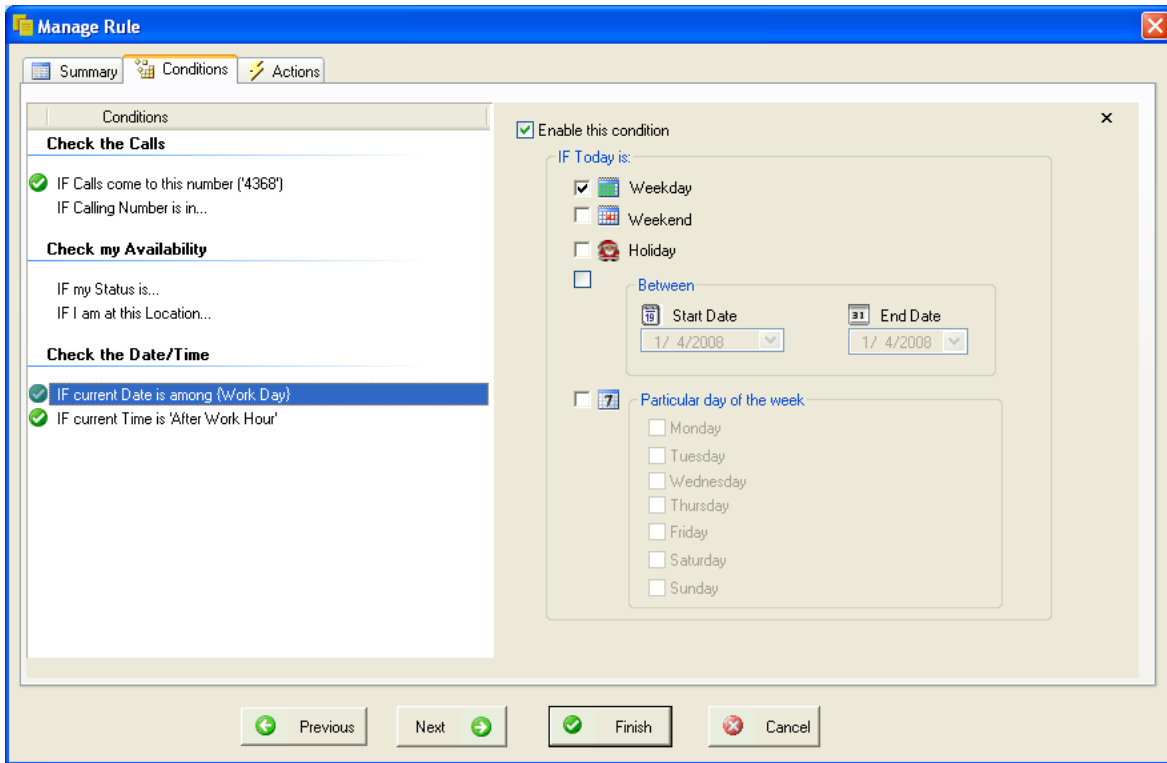 Manage Rule
Summary Conditions Actions
Conditions
Check the Calls
IF Calls come to this number ('4368')
IF Calling Number is in...
Check my Availability
IF my Status is...
IF I am at this Location...
Check the Date/Time
IF current Date is among {Work Day}
IF current Time is 'After Work Hour'
Enable this condition
IF Today is:
Weekday
Weekend
Holiday
Between
19 Start Date 31 End Date
1/ 4/2008 1/ 4/2008
7 Particular day of the week
Monday
Tuesday
Wednesday
Thursday
Friday
Saturday
Sunday
Previous Next Finish Cancel